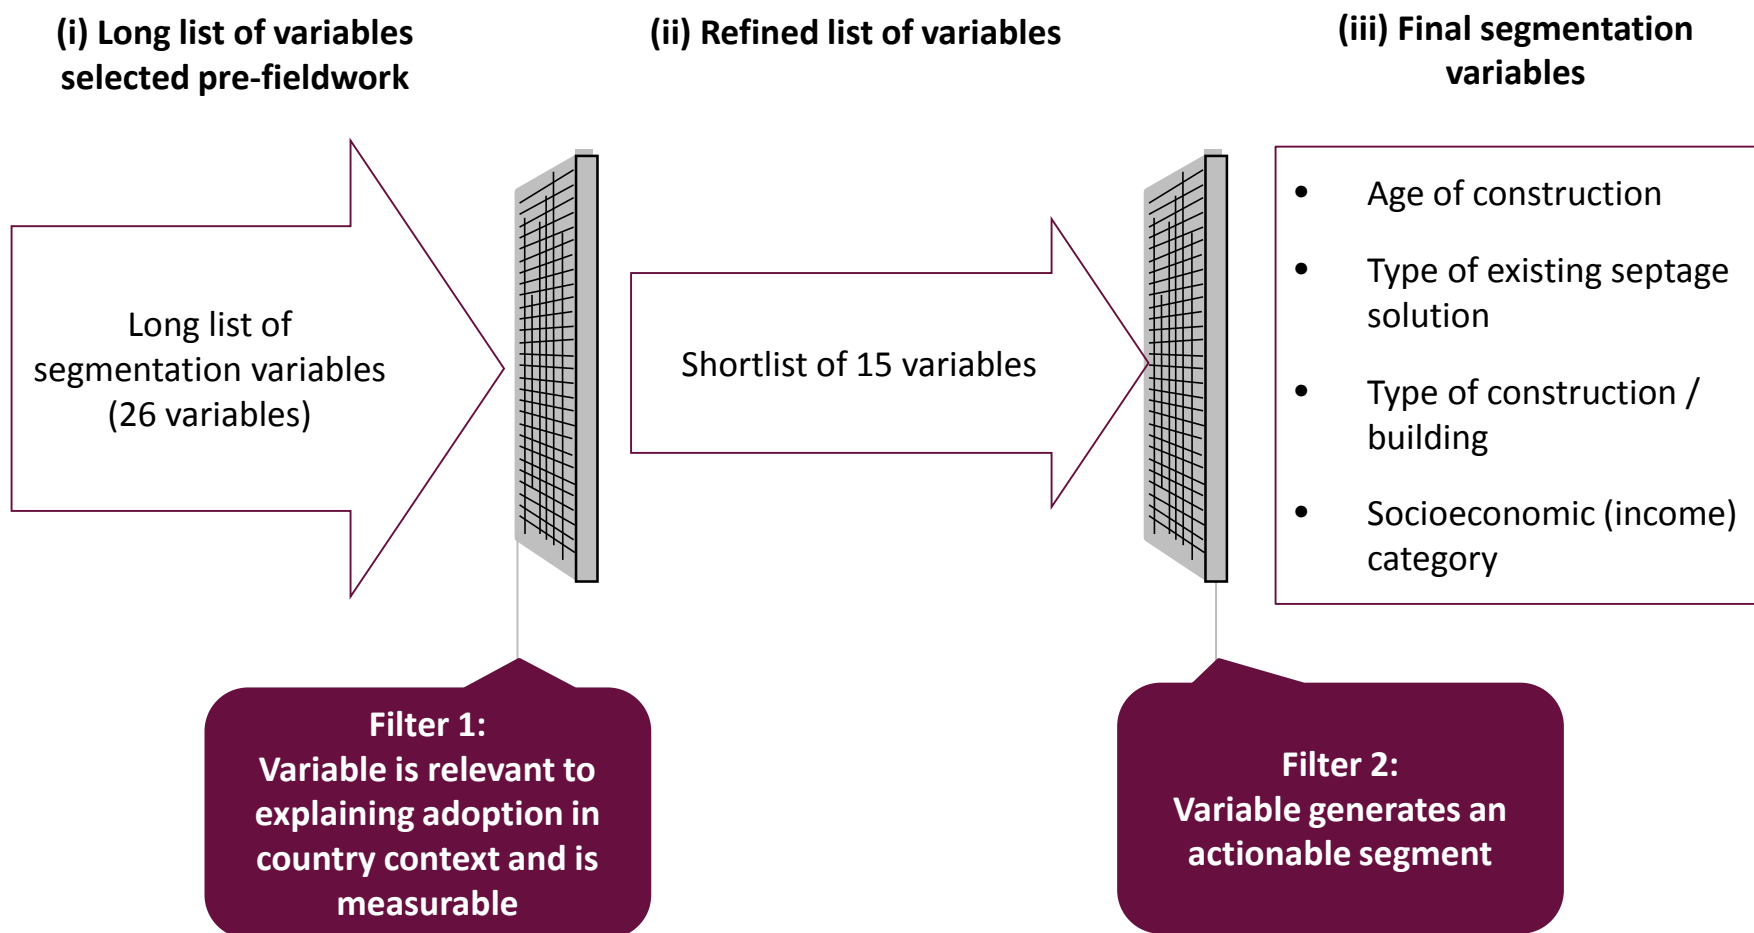 (i) Long list of variables
selected pre-fieldwork
(ii) Refined list of variables
(iii) Final segmentation
variables
Long list of
segmentation variables
(26 variables)
Shortlist of 15 variables
• Age of construction
• Type of existing septage
solution
• Type of construction /
building
• Socioeconomic (income)
category
Filter 1:
Variable is relevant to
explaining adoption in
country context and is
measurable
Filter 2:
Variable generates an
actionable segment